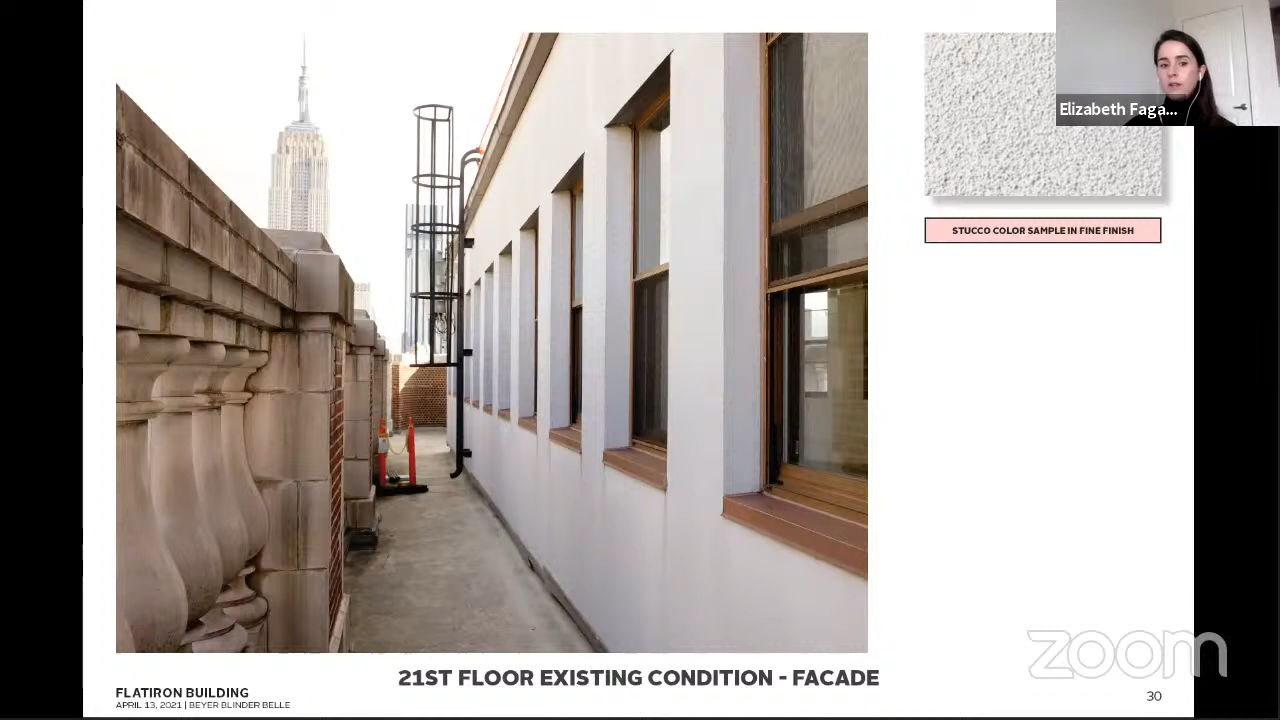 Elizabeth Faga...
STUCCO COLOR SAMPLE IN FINE FINISH
21ST FLOOR EXISTING CONDITION - FACADE
FLATIRON BUILDING
APRIL 13, 2021 | BEYER BLINDER BELLE
30
zoom